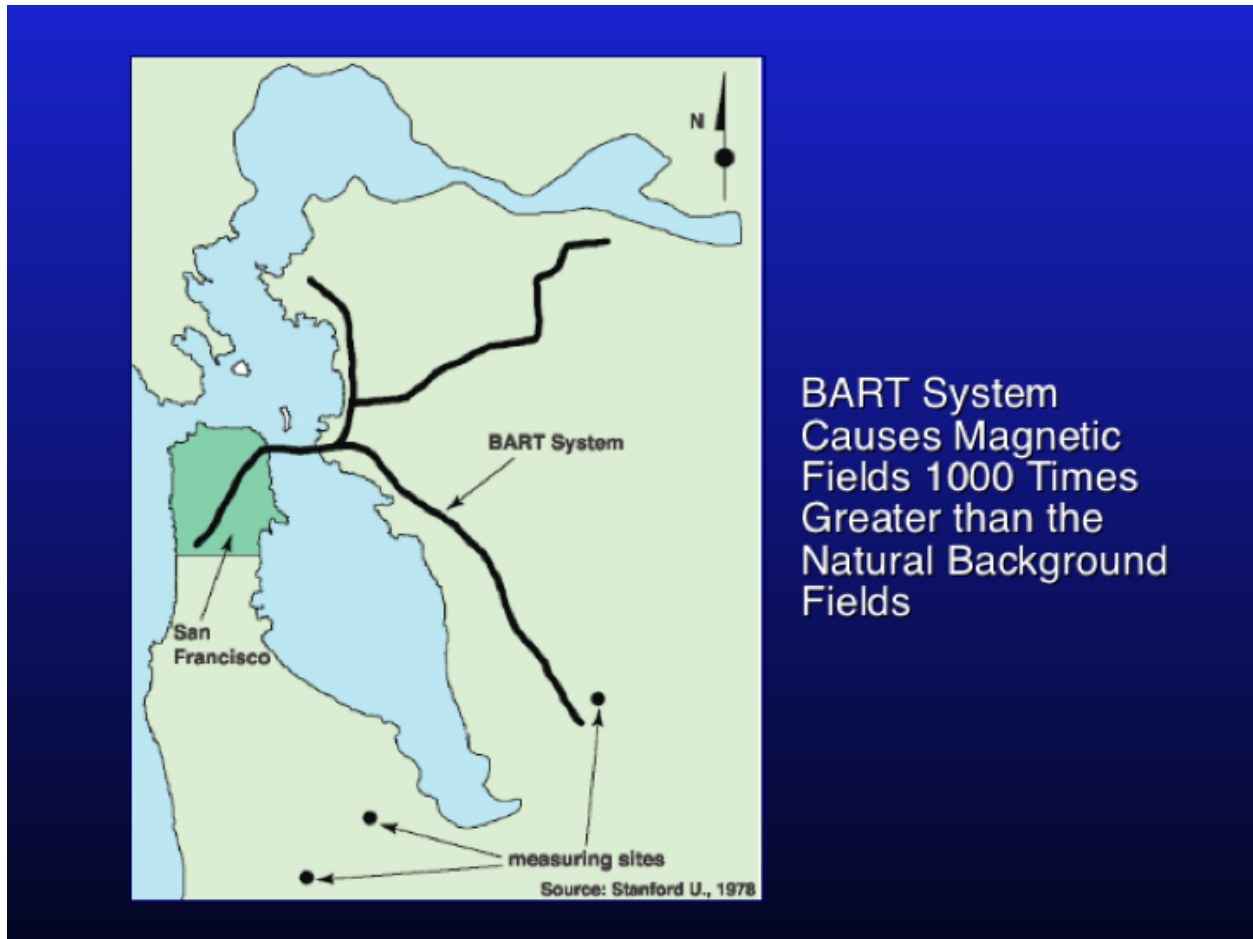 N
BART System
San
Francisco
measuring sites
Source: Stanford U., 1978
BART System
Causes Magnetic
Fields 1000 Times
Greater than the
Natural Background
Fields